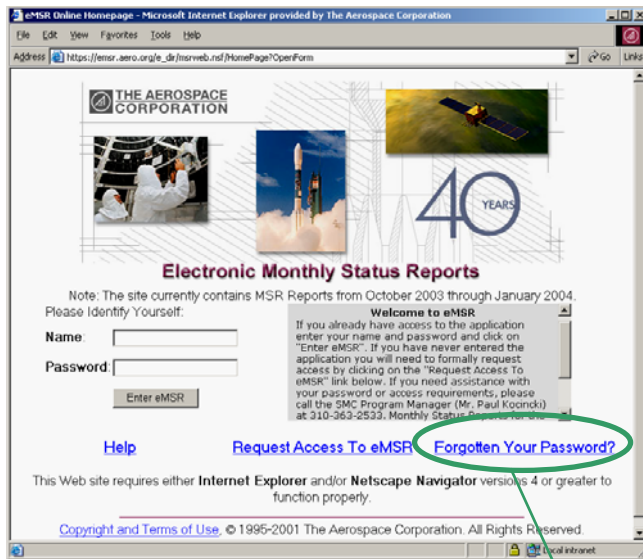 eMSR Online Homepage - Microsoft Internet Explorer provided by The Aerospace Corporation
File Edit View Favorites Tools Help
Address https://emsr.aero.org/e_dir/msrweb.nsf/HomePage?OpenForm Go Links
THE AEROSPACE
CORPORATION
40 YEARS
Electronic Monthly Status Reports
Note: The site currently contains MSR Reports from October 2003 through January 2004.
Please Identify Yourself:
Name:
Password:
Enter eMSR
Welcome to eMSR
If you already have access to the application
enter your name and password and click on
"Enter eMSR". If you have never entered the
application you will need to formally request
access by clicking on the "Request Access To
eMSR" link below. If you need assistance with
your password or access requirements, please
call the SMC Program Manager (Mr. Paul Kocincki)
at 310-363-2533. Monthly Status Reports for the
Help Request Access To eMSR Forgotten Your Password?
This Web site requires either Internet Explorer and/or Netscape Navigator versions 4 or greater to
function properly.
Copyright and Terms of Use, © 1995-2001 The Aerospace Corporation. All Rights Reserved.
Local intranet